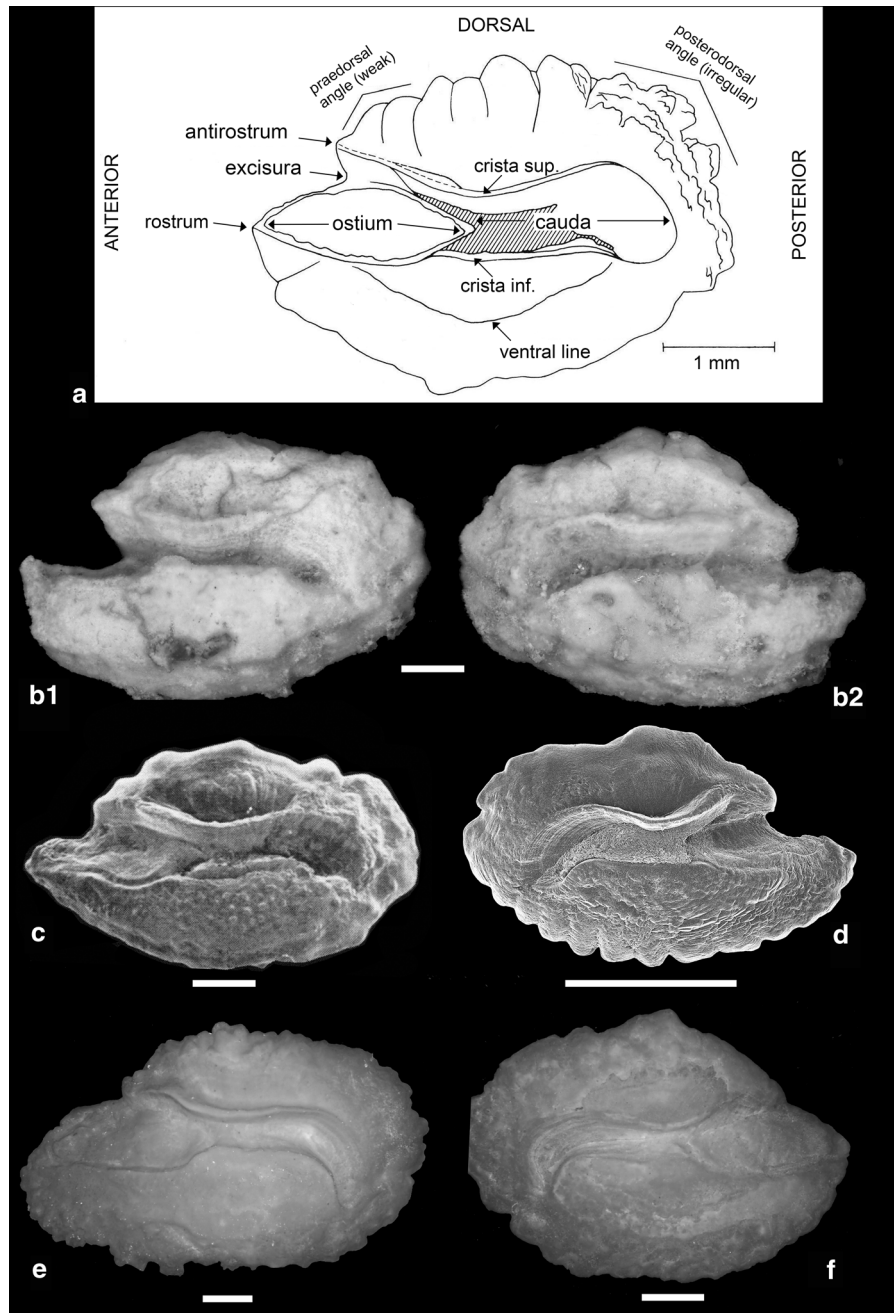 DORSAL
praedorsal
angle (weak)
posterodorsal
angle (irregular)
antirostrum
excisura
crista sup.
ANTERIOR
rostrum
ostium
cauda
POSTERIOR
crista inf.
ventral line
1 mm
a
b1
b2
c
d
e
f